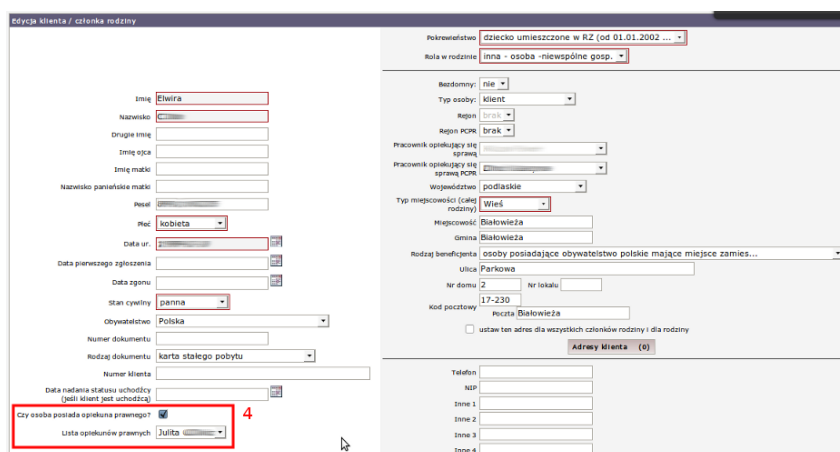 Edycja klienta / członka rodziny
Imię Elwira
Nazwisko
Drugie Imię
Imię ojca
Imię matki
Nazwisko panieńskie matki
Pesel
Płeć kobieta
Data ur.
Data pierwszego zgłoszenia
Data zgonu
Stan cywilny panna
Obywatelstwo Polska
Numer dokumentu
Rodzaj dokumentu karta stałego pobytu
Numer klienta
Data nadania statusu uchodźcy
(jeśli klient jest uchodźcą)
Czy osoba posiada opiekuna prawnego? 4
Lista opiekunów prawnych Julita
Pokrewieństwo dziecko umieszczone w RZ (od 01.01.2002 ...
Rola w rodzinie inna - osoba -niewspólne gosp.
Bezdomny: nie
Typ osoby: klient
Rejon brak
Rejon PCPR brak
Pracownik opiekujący się
sprawą
Pracownik opiekujący się
sprawą PCPR
Województwo podlaskie
Typ miejscowości (całej
rodziny) Wieś
Miejscowość Białowieża
Gmina Białowieża
Rodzaj beneficjenta osoby posiadające obywatelstwo polskie mające miejsce zamies...
Ulica Parkowa
Nr domu 2 Nr lokalu
Kod pocztowy 17-230
Poczta Białowieża
ustaw ten adres dla wszystkich członków rodziny i dla rodziny
Adresy klienta (0)
Telefon
NIP
Inne 1
Inne 2
Inne 3
Inne 4